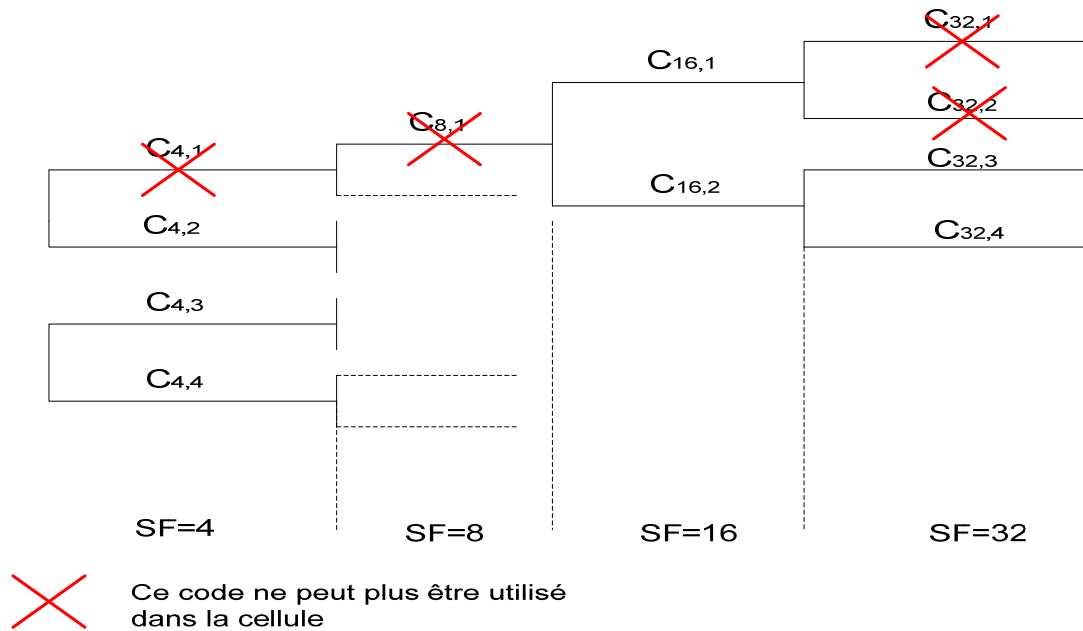 C32,1
C16,1
C32,2
C8,1
C4,1
C32,3
C16,2
C4,2
C32,4
C4,3
C4,4
SF=4
SF=8
SF=16
SF=32
Ce code ne peut plus être utilisé
dans la cellule